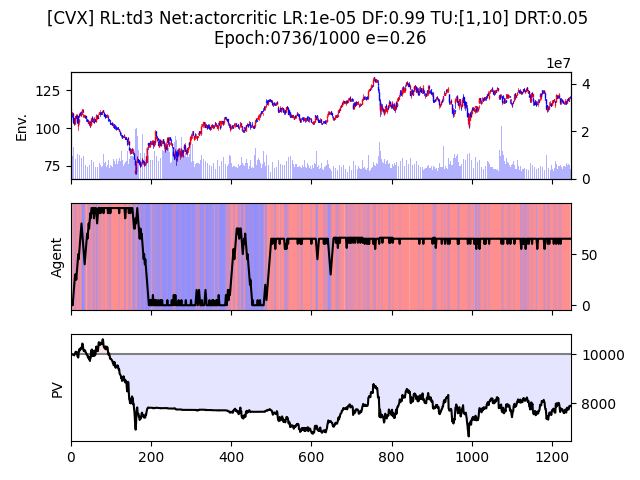 [CVX] RL:td3 Net:actorcritic LR:1e-05 DF:0.99 TU:[1,10] DRT:0.05
Epoch:0736/1000 e=0.26
1e7
125
100
75
Env.
4
2
0
Agent
50
0
PV
10000
8000
0 200 400 600 800 1000 1200